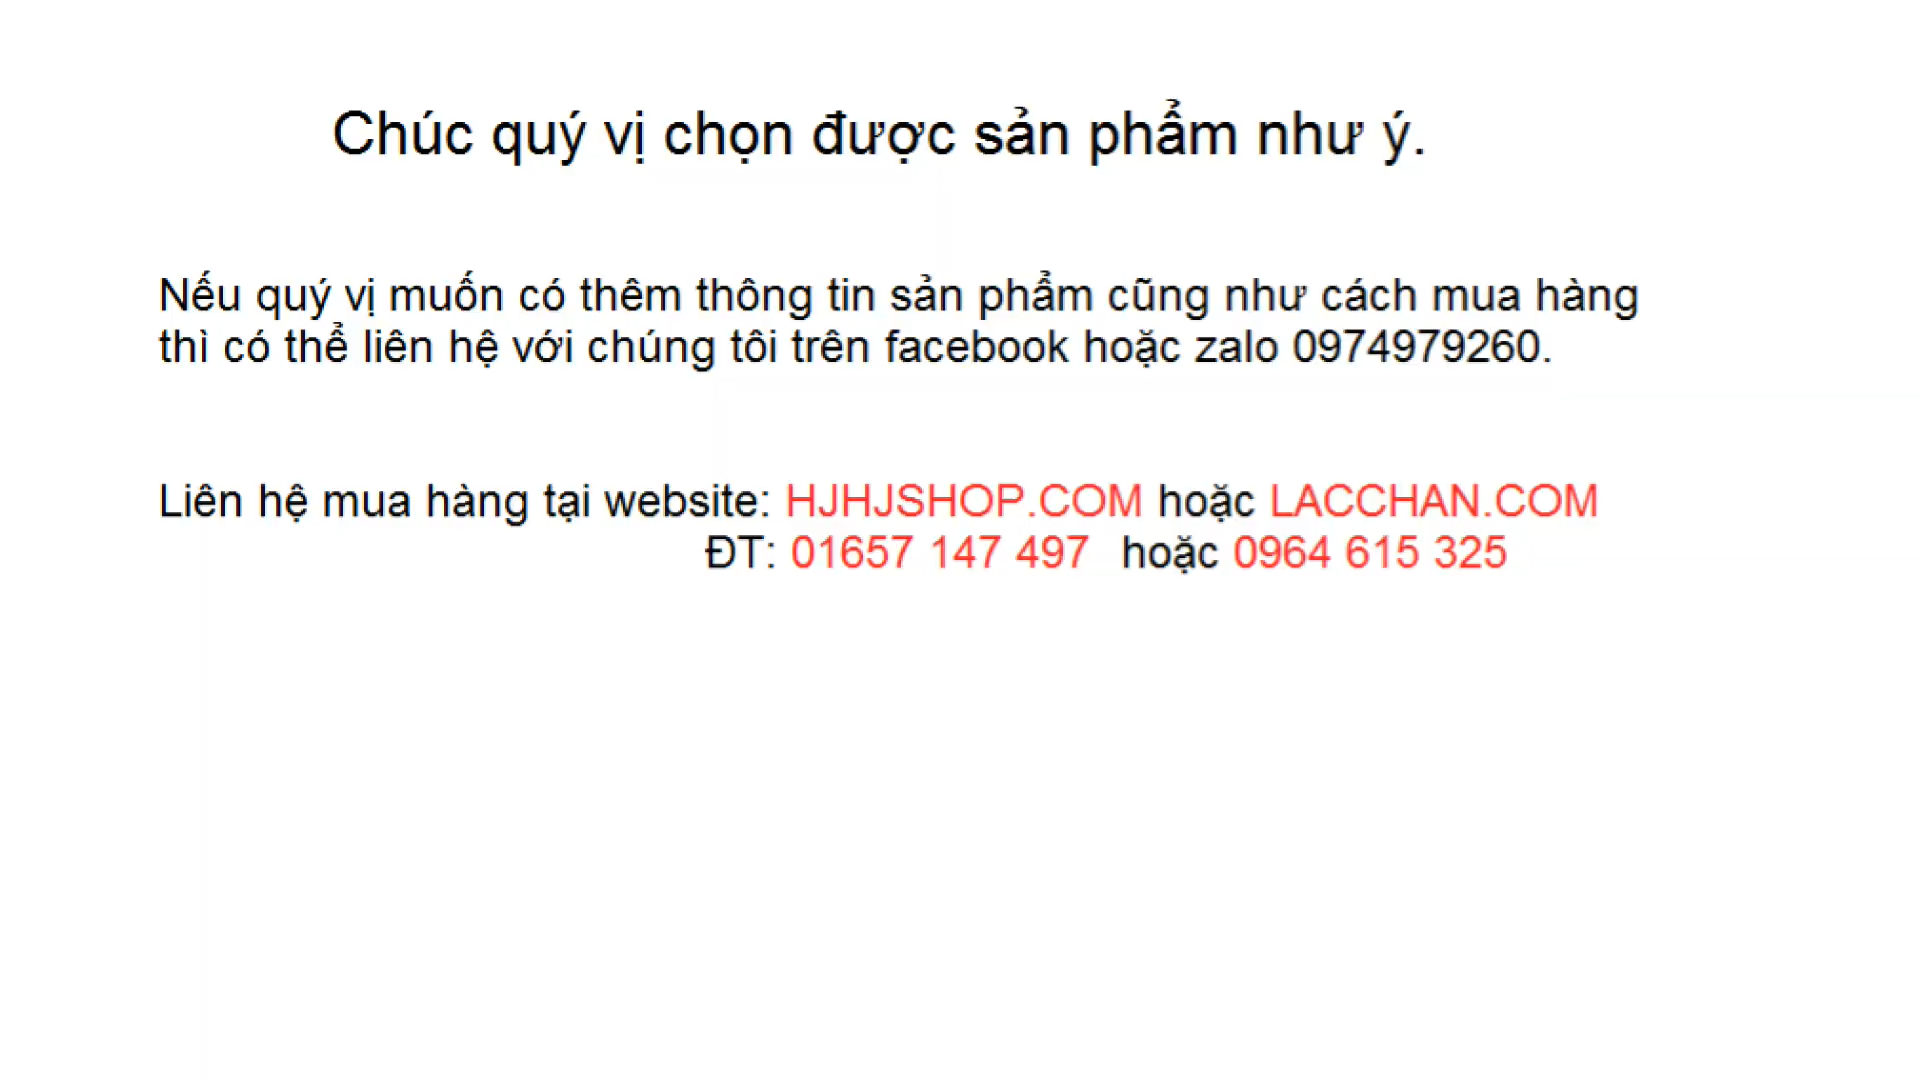 Chúc quý vị chọn được sản phẩm như ý.
Nếu quý vị muốn có thêm thông tin sản phẩm cũng như cách mua hàng
thì có thể liên hệ với chúng tôi trên facebook hoặc zalo 0974979260.
Liên hệ mua hàng tại website: HJHJSHOP.COM hoặc LACCHAN.COM
ĐT: 01657 147 497 hoặc 0964 615 325